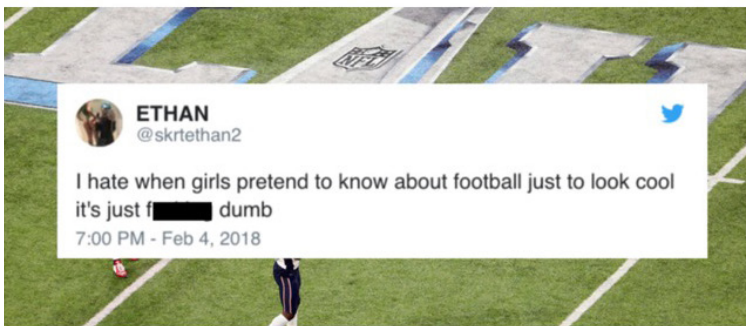 NFL
ETHAN
@skrtethan2
I hate when girls pretend to know about football just to look cool
it's just f dumb
7:00 PM - Feb 4, 2018